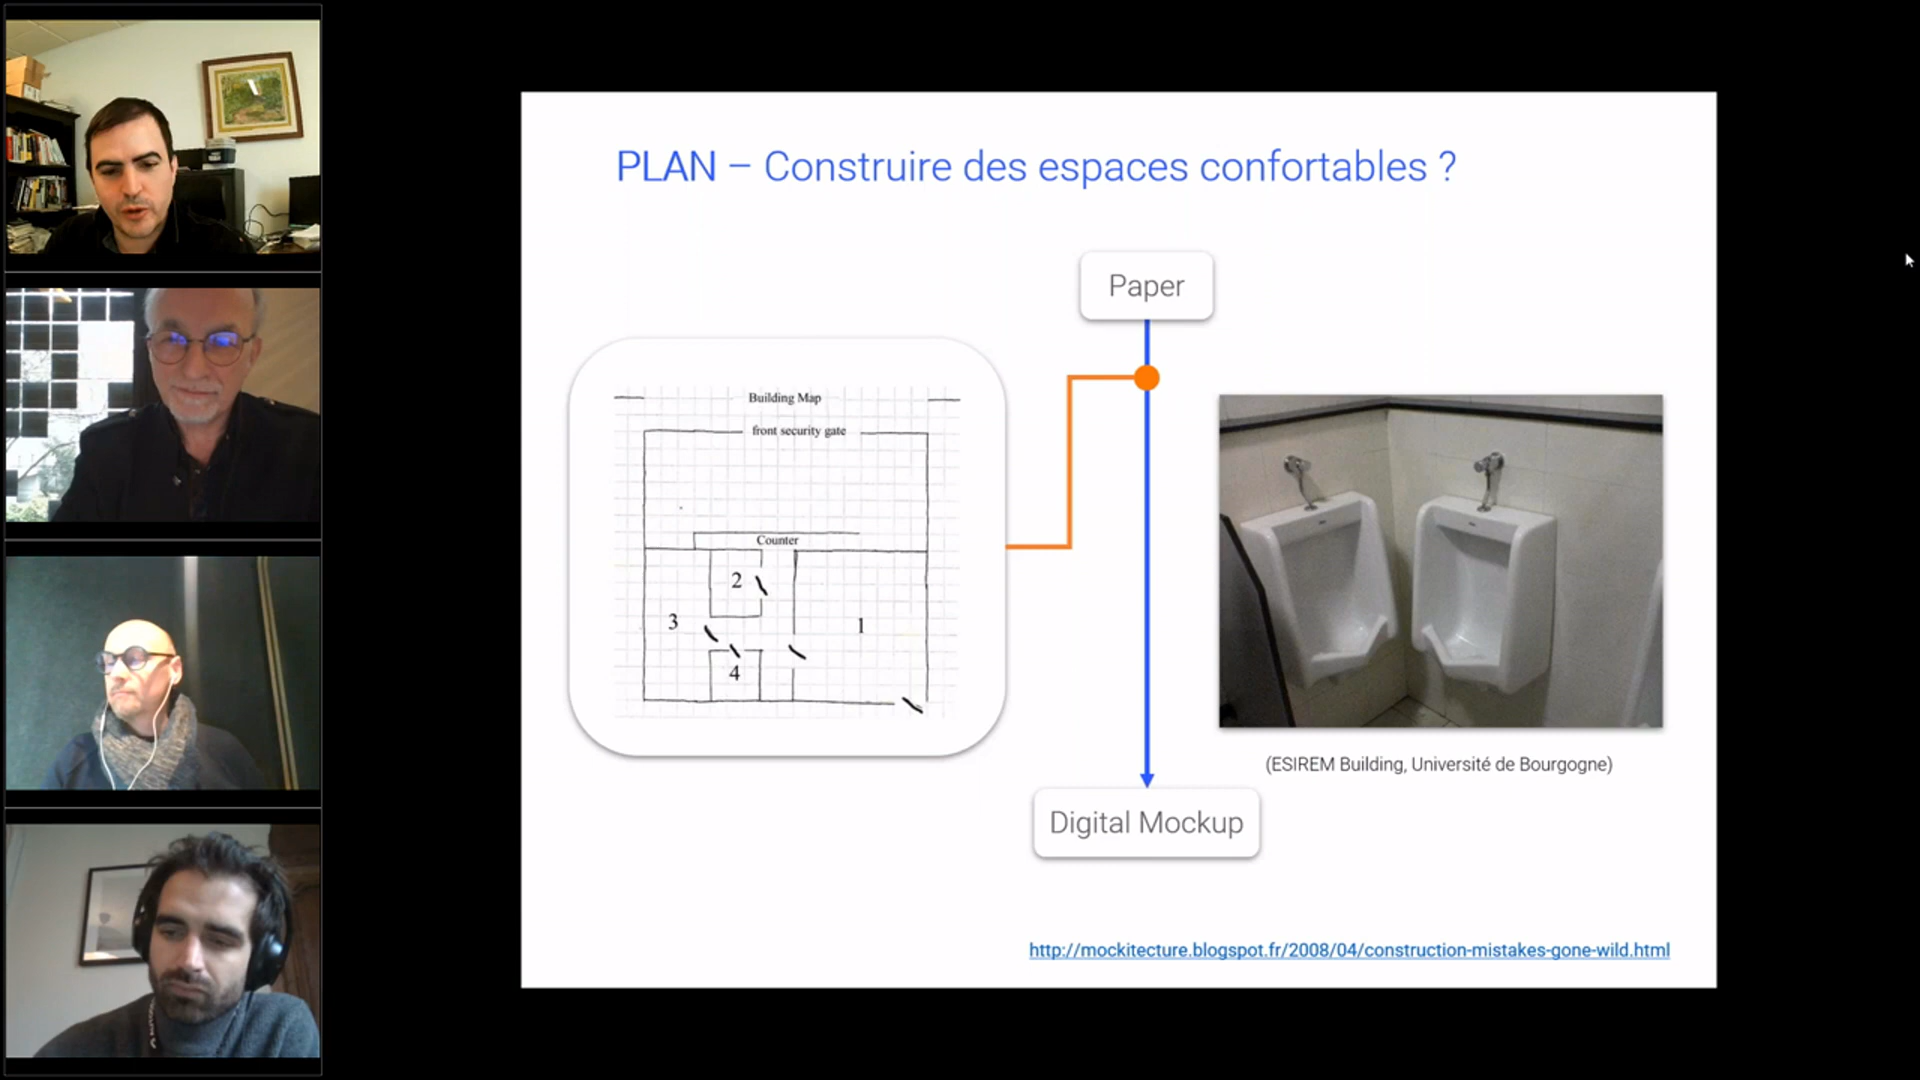 PLAN – Construire des espaces confortables ?
Paper
Building Map
front security gate
Counter
2
3
1
4
(ESIREM Building, Université de Bourgogne)
Digital Mockup
http://mockitecture.blogspot.fr/2008/04/construction-mistakes-gone-wild.html